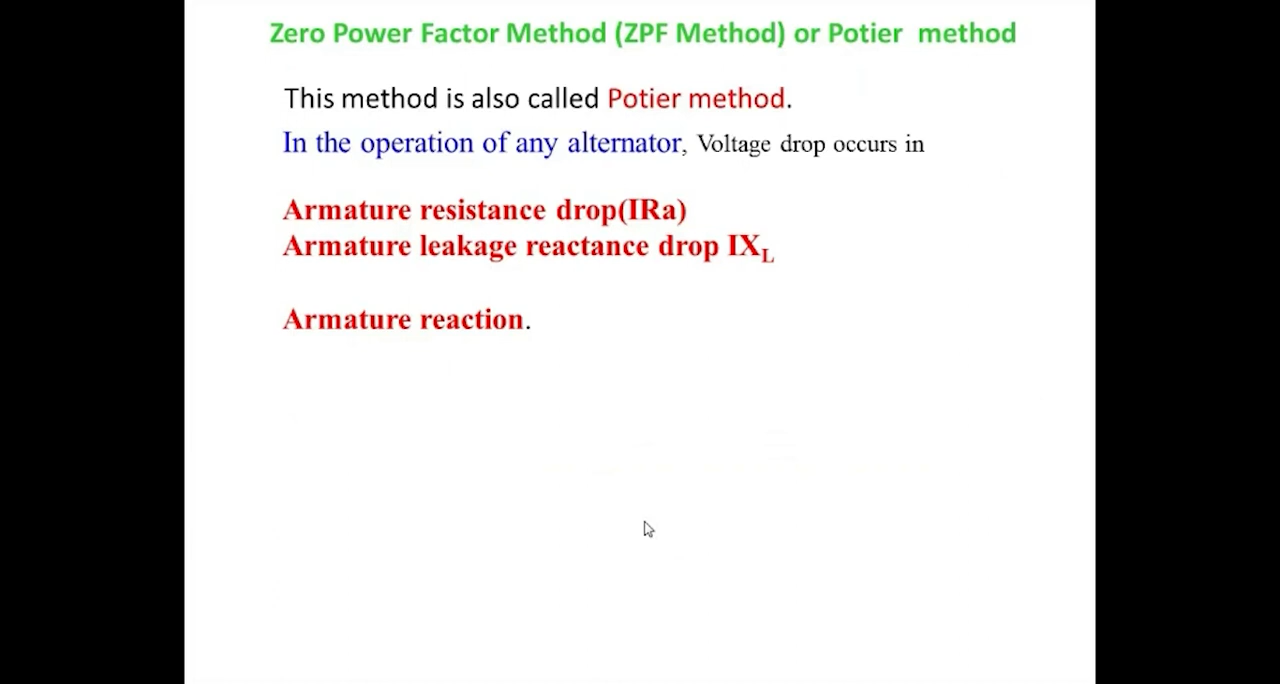 Zero Power Factor Method (ZPF Method) or Potier method
This method is also called Potier method.
In the operation of any alternator, Voltage drop occurs in
Armature resistance drop(IRa)
Armature leakage reactance drop IX_L
Armature reaction.